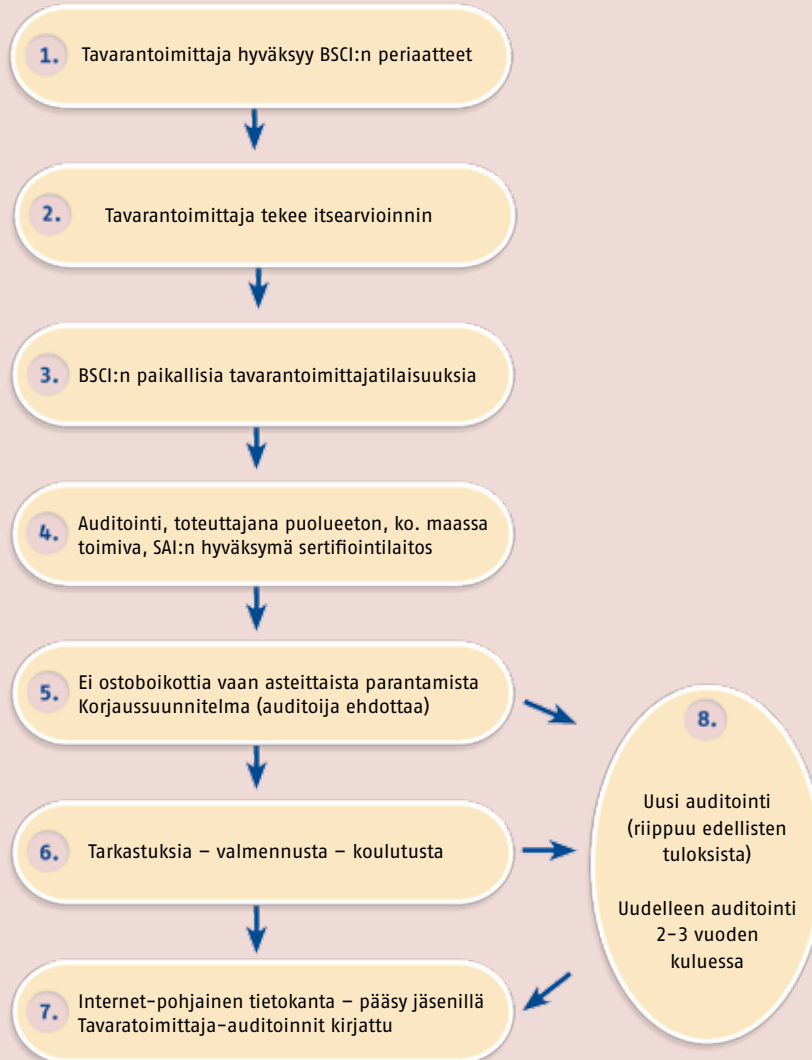 1. Tavarantoimittaja hyväksyy BSCI:n periaatteet
2. Tavarantoimittaja tekee itsearvioinnin
3. BSCI:n paikallisia tavarantoimittajatilaisuuksia
4. Auditointi, toteuttajana puolueeton, ko. maassa
toimiva, SAI:n hyväksymä sertifiointilaitos
5. Ei ostoboikottia vaan asteittaista parantamista
Korjaussuunnitelma (auditoija ehdottaa)
6. Tarkastuksia – valmennusta – koulutusta
7. Internet-pohjainen tietokanta – pääsy jäsenillä
Tavaratoimittaja-auditoinnit kirjattu
8.
Uusi auditointi
(riippuu edellisten
tuloksista)
Uudelleen auditointi
2-3 vuoden
kuluessa